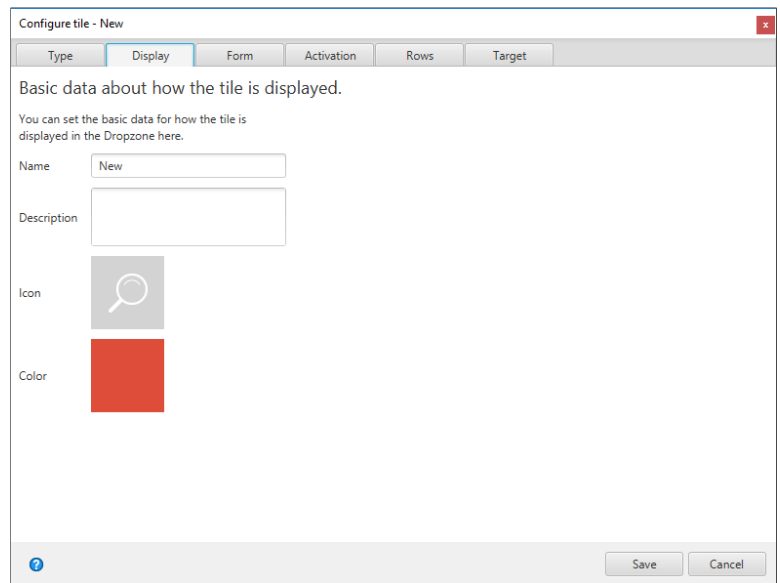 Configure tile - New
x
Type Display Form Activation Rows Target
Basic data about how the tile is displayed.
You can set the basic data for how the tile is
displayed in the Dropzone here.
Name New
Description
Icon
Color
? Save Cancel